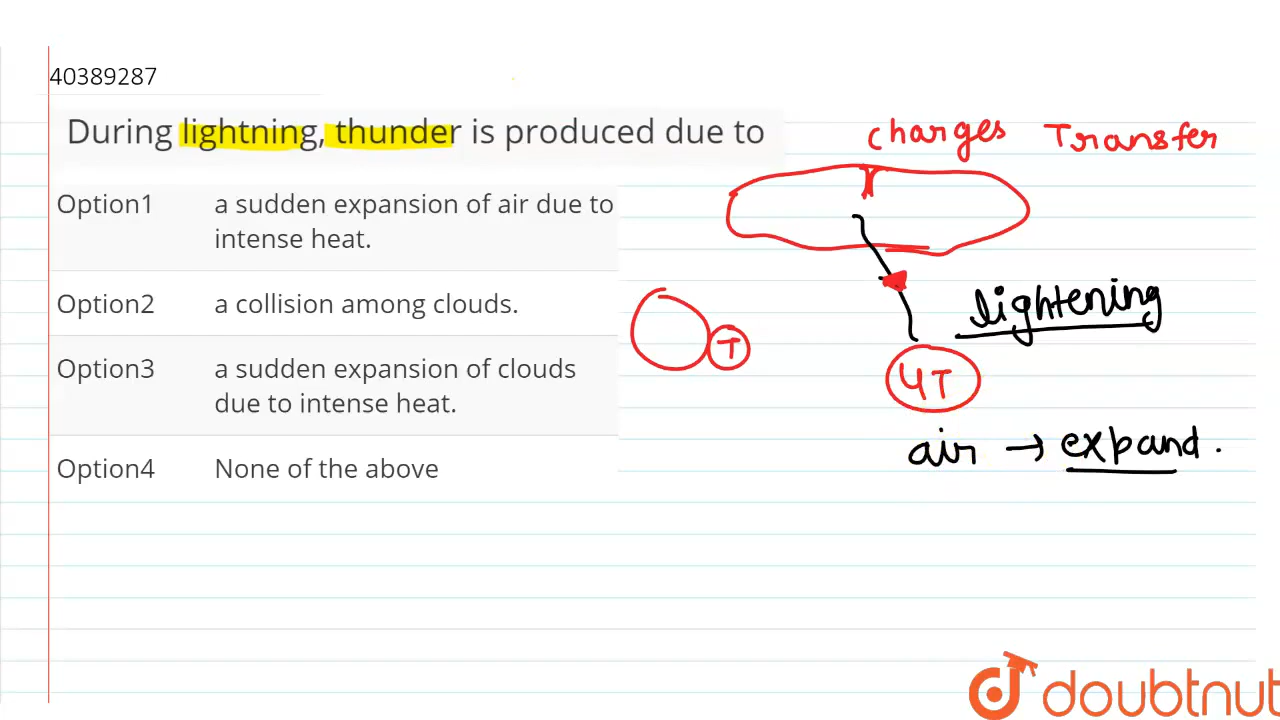 40389287
During lightning, thunder is produced due to
charges Transfer
Option1 a sudden expansion of air due to
intense heat.
Option2 a collision among clouds.
Option3 a sudden expansion of clouds
due to intense heat.
Option4 None of the above
lightening
T
4T
air → expand.
doubtnut